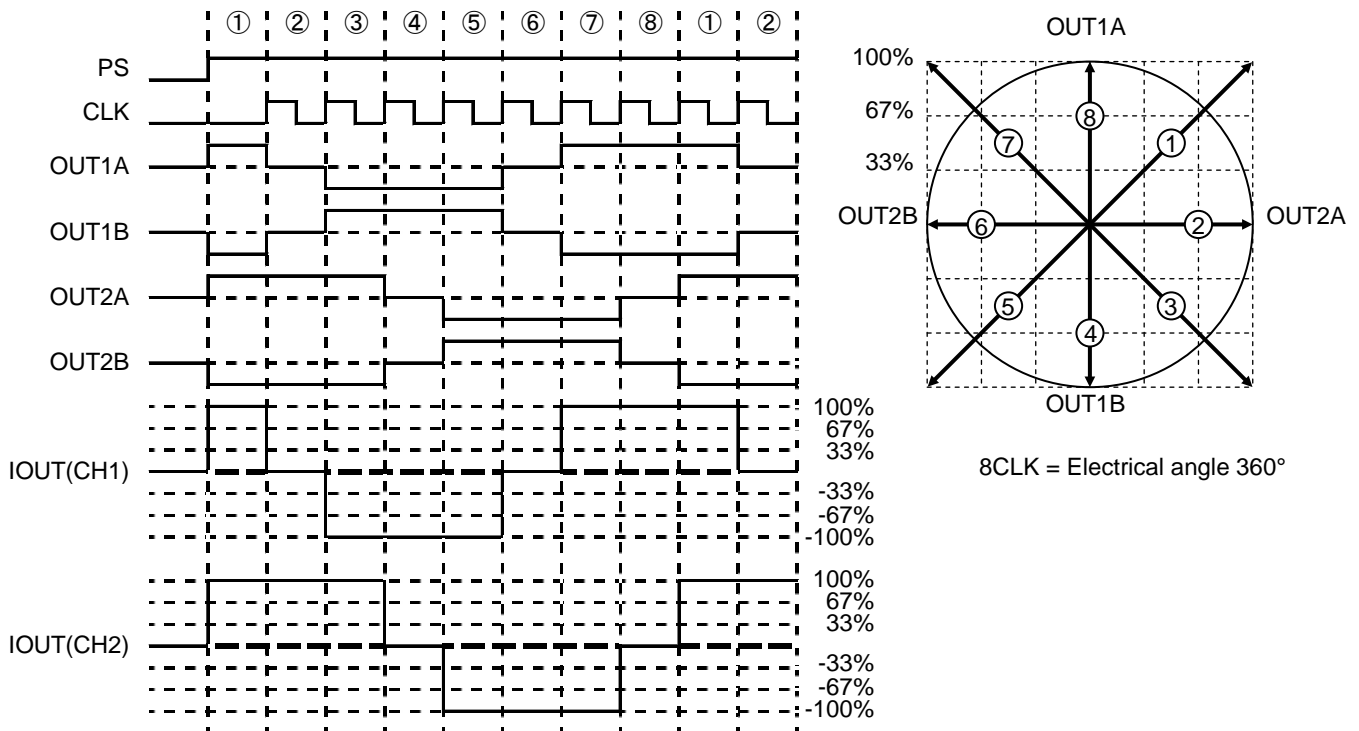 ① ② ③ ④ ⑤ ⑥ ⑦ ⑧ ① ②
PS
CLK
OUT1A
OUT1B
OUT2A
OUT2B
IOUT(CH1)
100%
67%
33%
-33%
-67%
-100%
IOUT(CH2)
100%
67%
33%
-33%
-67%
-100%
OUT1A
100%
67%
33%
OUT2B
OUT2A
OUT1B
⑧
⑦ ①
⑥ ②
⑤ ③
④
8CLK = Electrical angle 360°